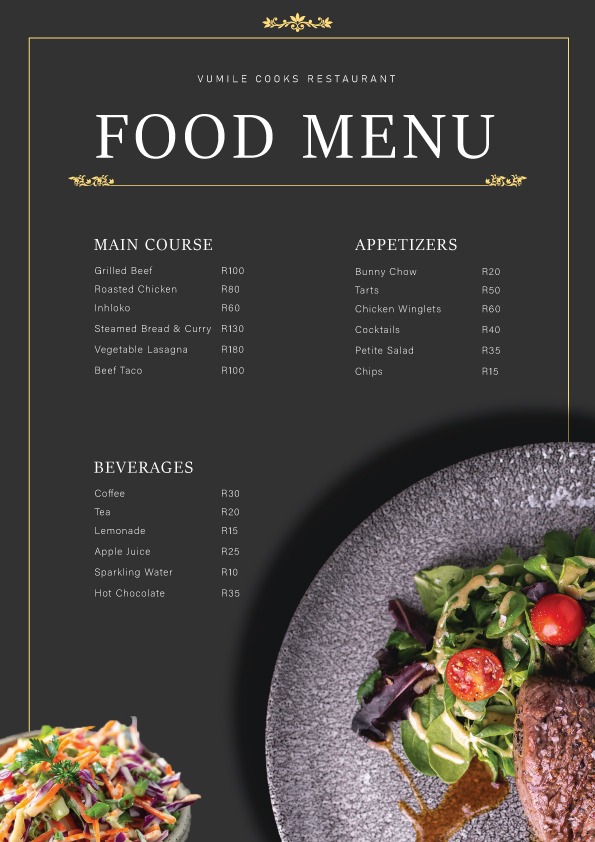 VUMILE COOKS RESTAURANT
FOOD MENU
MAIN COURSE
Grilled Beef R100
Roasted Chicken R80
Inhloko R60
Steamed Bread & Curry R130
Vegetable Lasagna R180
Beef Taco R100
APPETIZERS
Bunny Chow R20
Tarts R50
Chicken Winglets R60
Cocktails R40
Petite Salad R35
Chips R15
BEVERAGES
Coffee R30
Tea R20
Lemonade R15
Apple Juice R25
Sparkling Water R10
Hot Chocolate R35